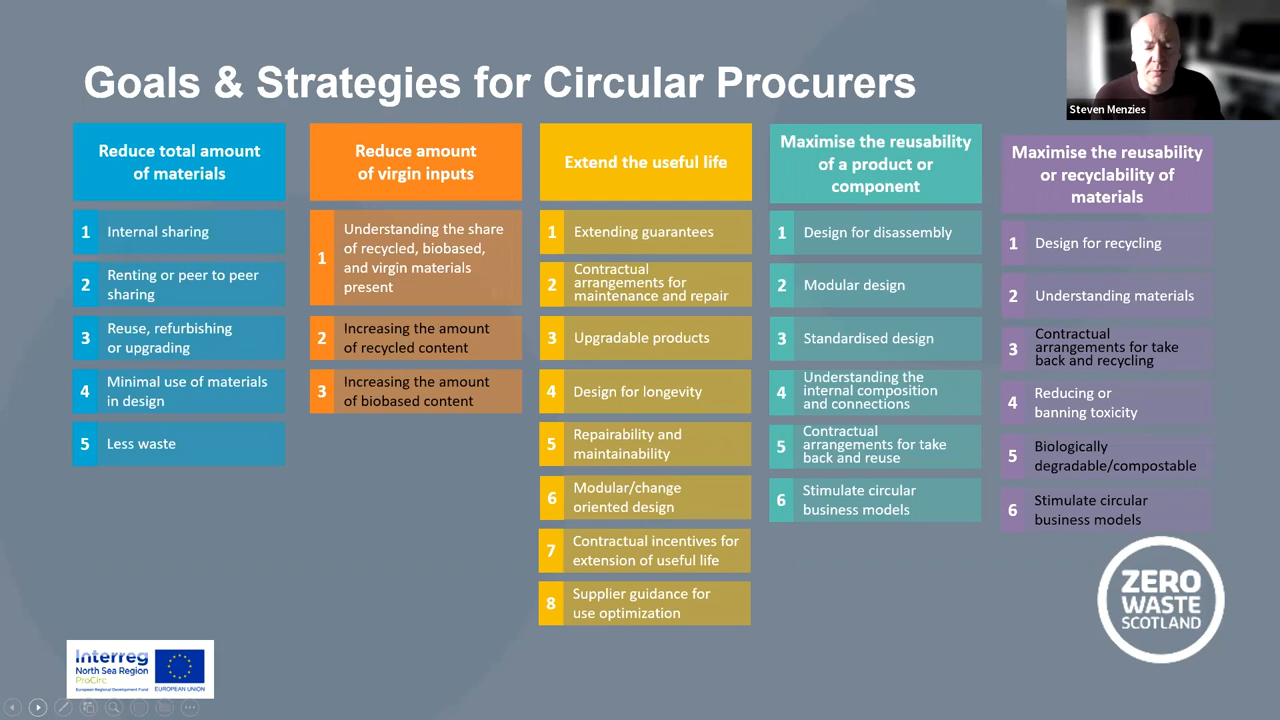 Goals & Strategies for Circular Procurers
Steven Menzies
Reduce total amount
of materials
1 Internal sharing
2 Renting or peer to peer
sharing
3 Reuse, refurbishing
or upgrading
4 Minimal use of materials
in design
5 Less waste
Reduce amount
of virgin inputs
1 Understanding the share
of recycled, biobased,
and virgin materials
present
2 Increasing the amount
of recycled content
3 Increasing the amount
of biobased content
Extend the useful life
1 Extending guarantees
2 Contractual
arrangements for
maintenance and repair
3 Upgradable products
4 Design for longevity
5 Repairability and
maintainability
6 Modular/change
oriented design
7 Contractual incentives for
extension of useful life
8 Supplier guidance for
use optimization
Maximise the reusability
of a product or
component
1 Design for disassembly
2 Modular design
3 Standardised design
4 Understanding the
internal composition
and connections
5 Contractual
arrangements for take
back and reuse
6 Stimulate circular
business models
Maximise the reusability
or recyclability of
materials
1 Design for recycling
2 Understanding materials
3 Contractual
arrangements for take
back and recycling
4 Reducing or
banning toxicity
5 Biologically
degradable/compostable
6 Stimulate circular
business models
Interreg
North Sea Region
ProCirc
European Regional Development Fund
EUROPEAN UNION
ZERO
WASTE
SCOTLAND